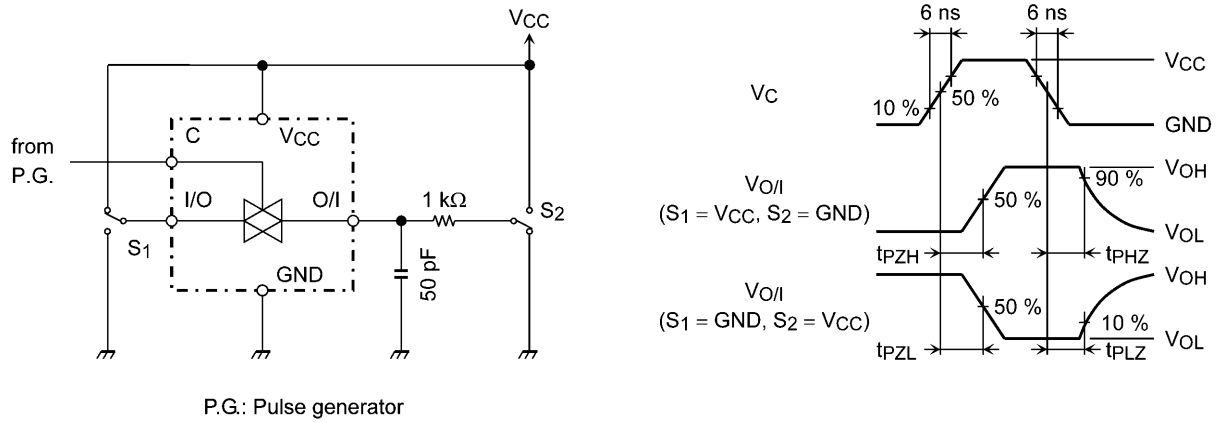 VCC
from
P.G.
C
VCC
I/O
O/I
1 kΩ
S1
S2
GND
50 pF
P.G.: Pulse generator
6 ns
6 ns
VC
10 %
50 %
VCC
GND
VO/I
(S1 = VCC, S2 = GND)
50 %
90 %
VOH
VOL
tPZH
tPHZ
VO/I
(S1 = GND, S2 = VCC)
50 %
10 %
VOH
VOL
tPZL
tPLZ